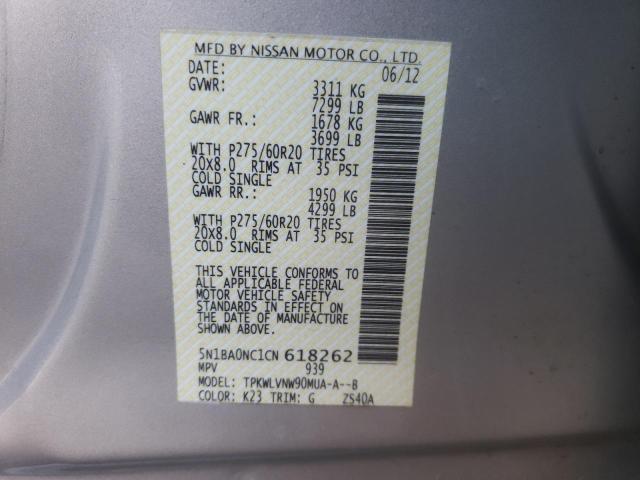 MFD BY NISSAN MOTOR CO., LTD.
DATE: 06/12
GVWR: 3311 KG
7299 LB
GAWR FR.: 1678 KG
3699 LB
WITH P275/60R20 TIRES
20x8.0 RIMS AT 35 PSI
COLD SINGLE
GAWR RR.: 1950 KG
4299 LB
WITH P275/60R20 TIRES
20x8.0 RIMS AT 35 PSI
COLD SINGLE
THIS VEHICLE CONFORMS TO
ALL APPLICABLE FEDERAL
MOTOR VEHICLE SAFETY
STANDARDS IN EFFECT ON
THE DATE OF MANUFACTURE
SHOWN ABOVE.
5N1BA0NC1CN 618262
MPV 939
MODEL: TPKWLVNW90MUA-A--B
COLOR: K23 TRIM: G ZS40A